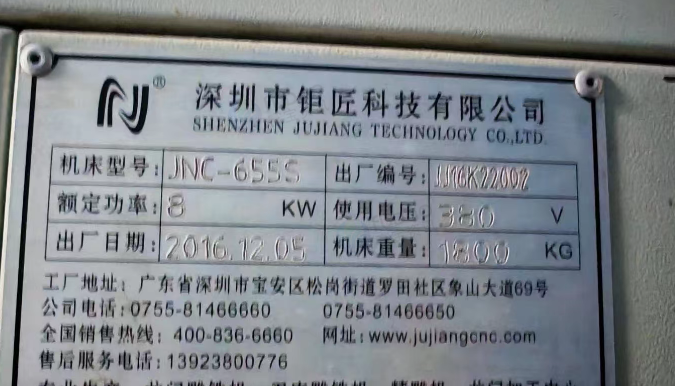 ® 深圳市钜匠科技有限公司
SHENZHEN JUJIANG TECHNOLOGY CO.,LTD.
机床型号: JNC-655S 出厂编号: JJ16K22002
额定功率: 8 KW 使用电压: 380 V
出厂日期: 2016.12.05 机床重量: 1800 KG
工厂地址: 广东省深圳市宝安区松岗街道罗田社区象山大道69号
公司电话:0755-81466660 0755-81466650
全国销售热线: 400-836-6660 网址:www.jujiangcnc.com
售后服务电话:13923800776